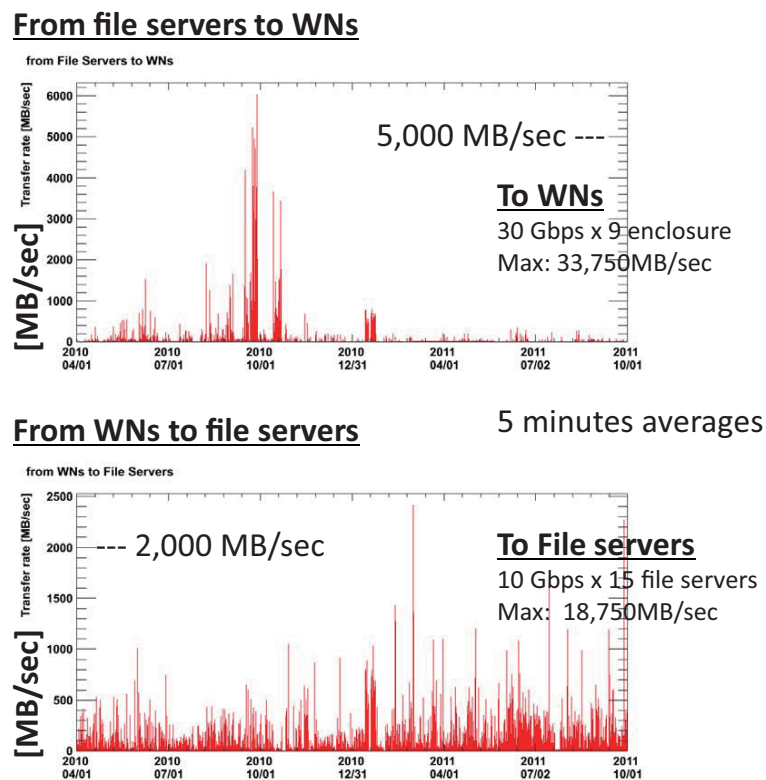 From file servers to WNs
from File Servers to WNs
Transfer rate [MB/sec]
[MB/sec]
6000
5000
4000
3000
2000
1000
0
5,000 MB/sec ---
To WNs
30 Gbps x 9 enclosure
Max: 33,750MB/sec
2010 2010 2010 2010 2011 2011 2011
04/01 07/01 10/01 12/31 04/01 07/02 10/01
5 minutes averages
From WNs to file servers
from WNs to File Servers
Transfer rate [MB/sec]
[MB/sec]
2500
2000
1500
1000
500
0
--- 2,000 MB/sec
To File servers
10 Gbps x 15 file servers
Max: 18,750MB/sec
2010 2010 2010 2010 2011 2011 2011
04/01 07/01 10/01 12/31 04/01 07/02 10/01